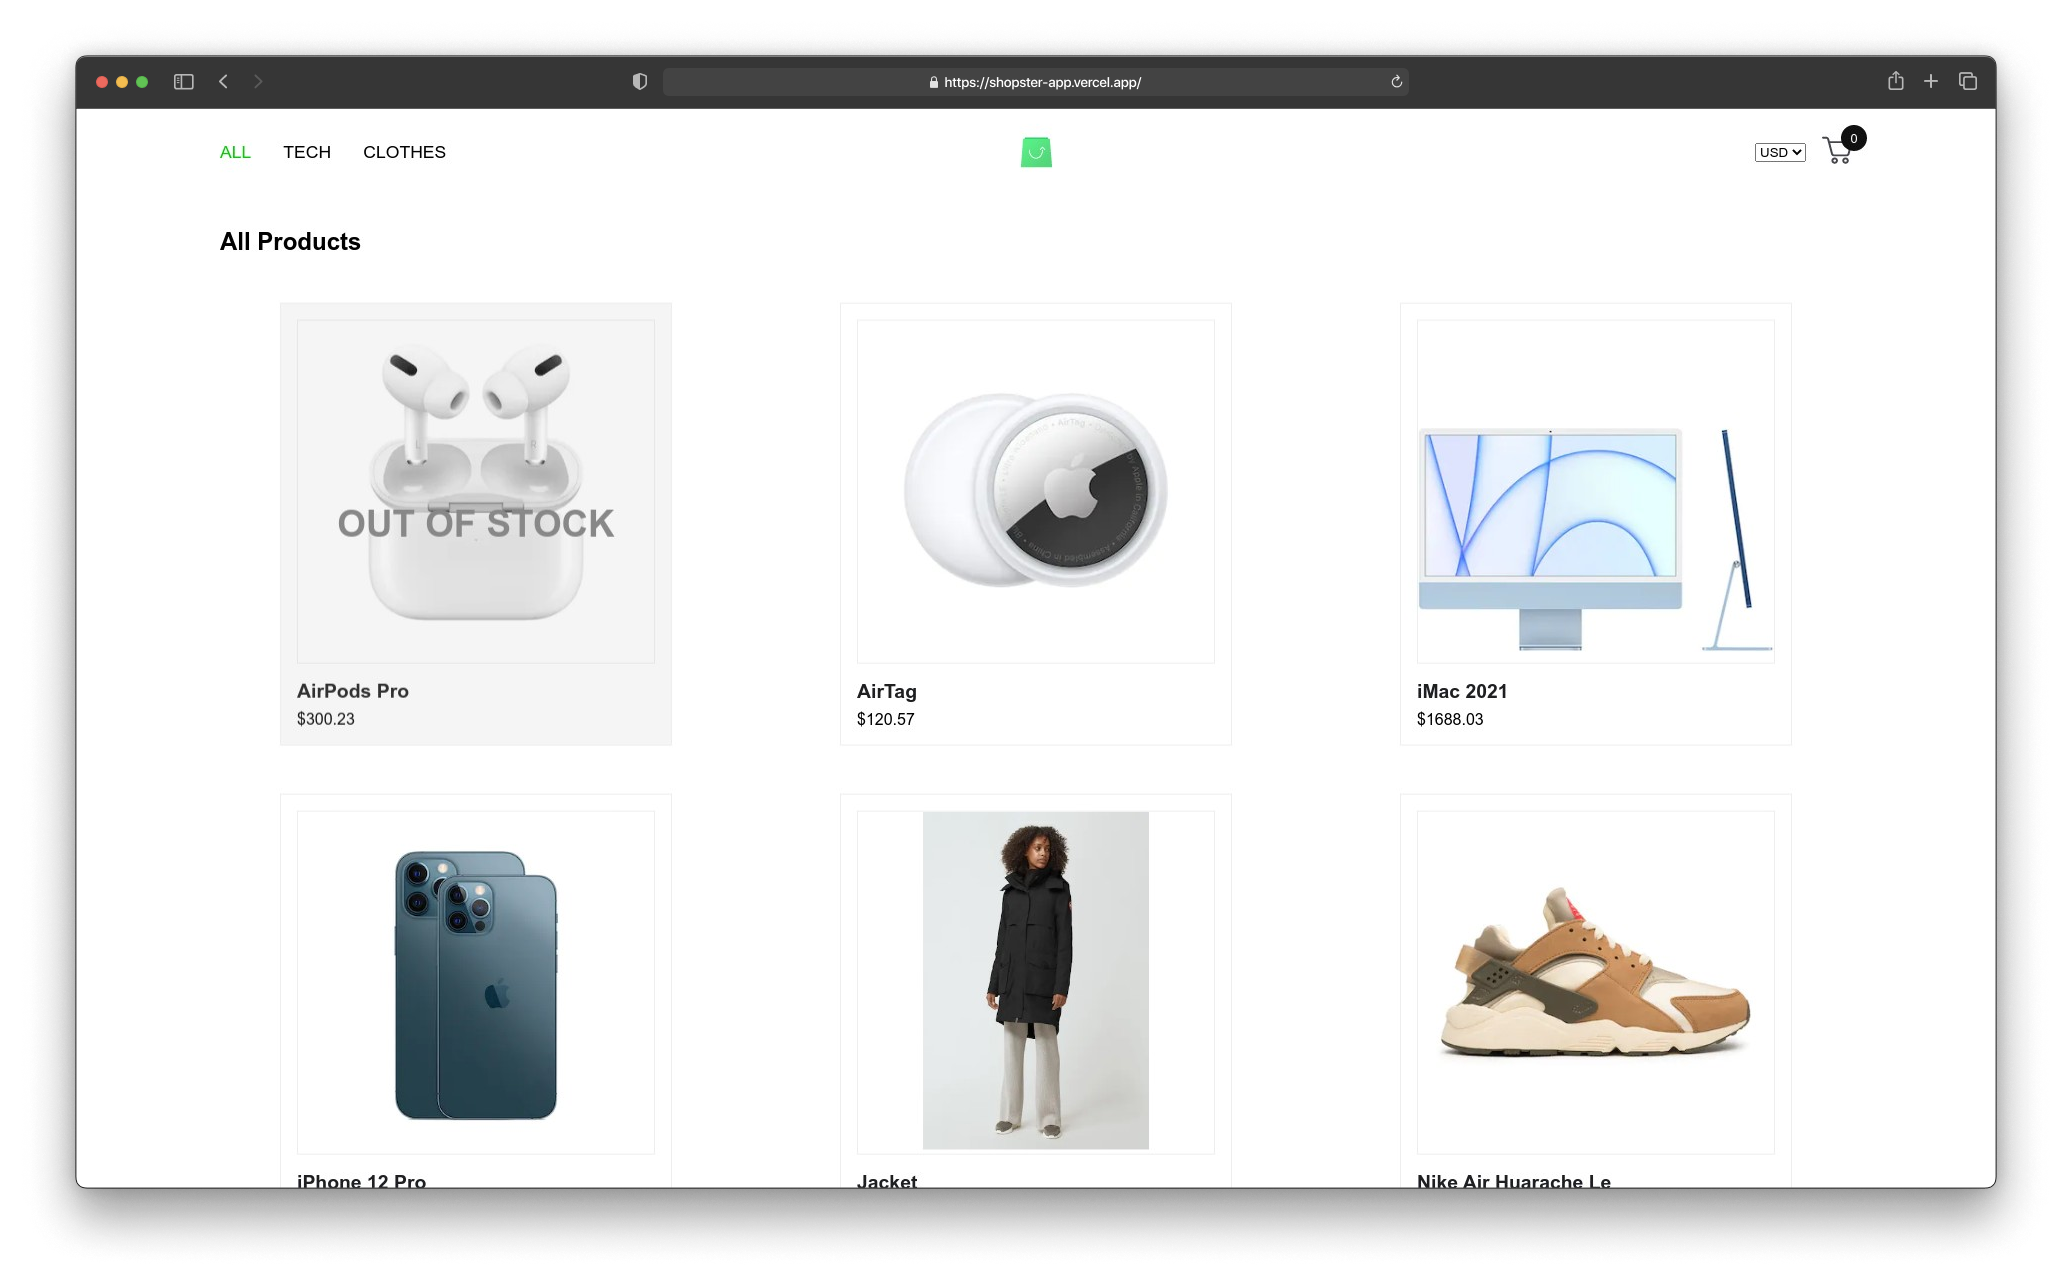 https://shopster-app.vercel.app/
ALL TECH CLOTHES
USD
0
All Products
L R
OUT OF STOCK
AirPods Pro
$300.23
AirTag
$120.57
iMac 2021
$1688.03
iPhone 12 Pro
Jacket
Nike Air Huarache Le